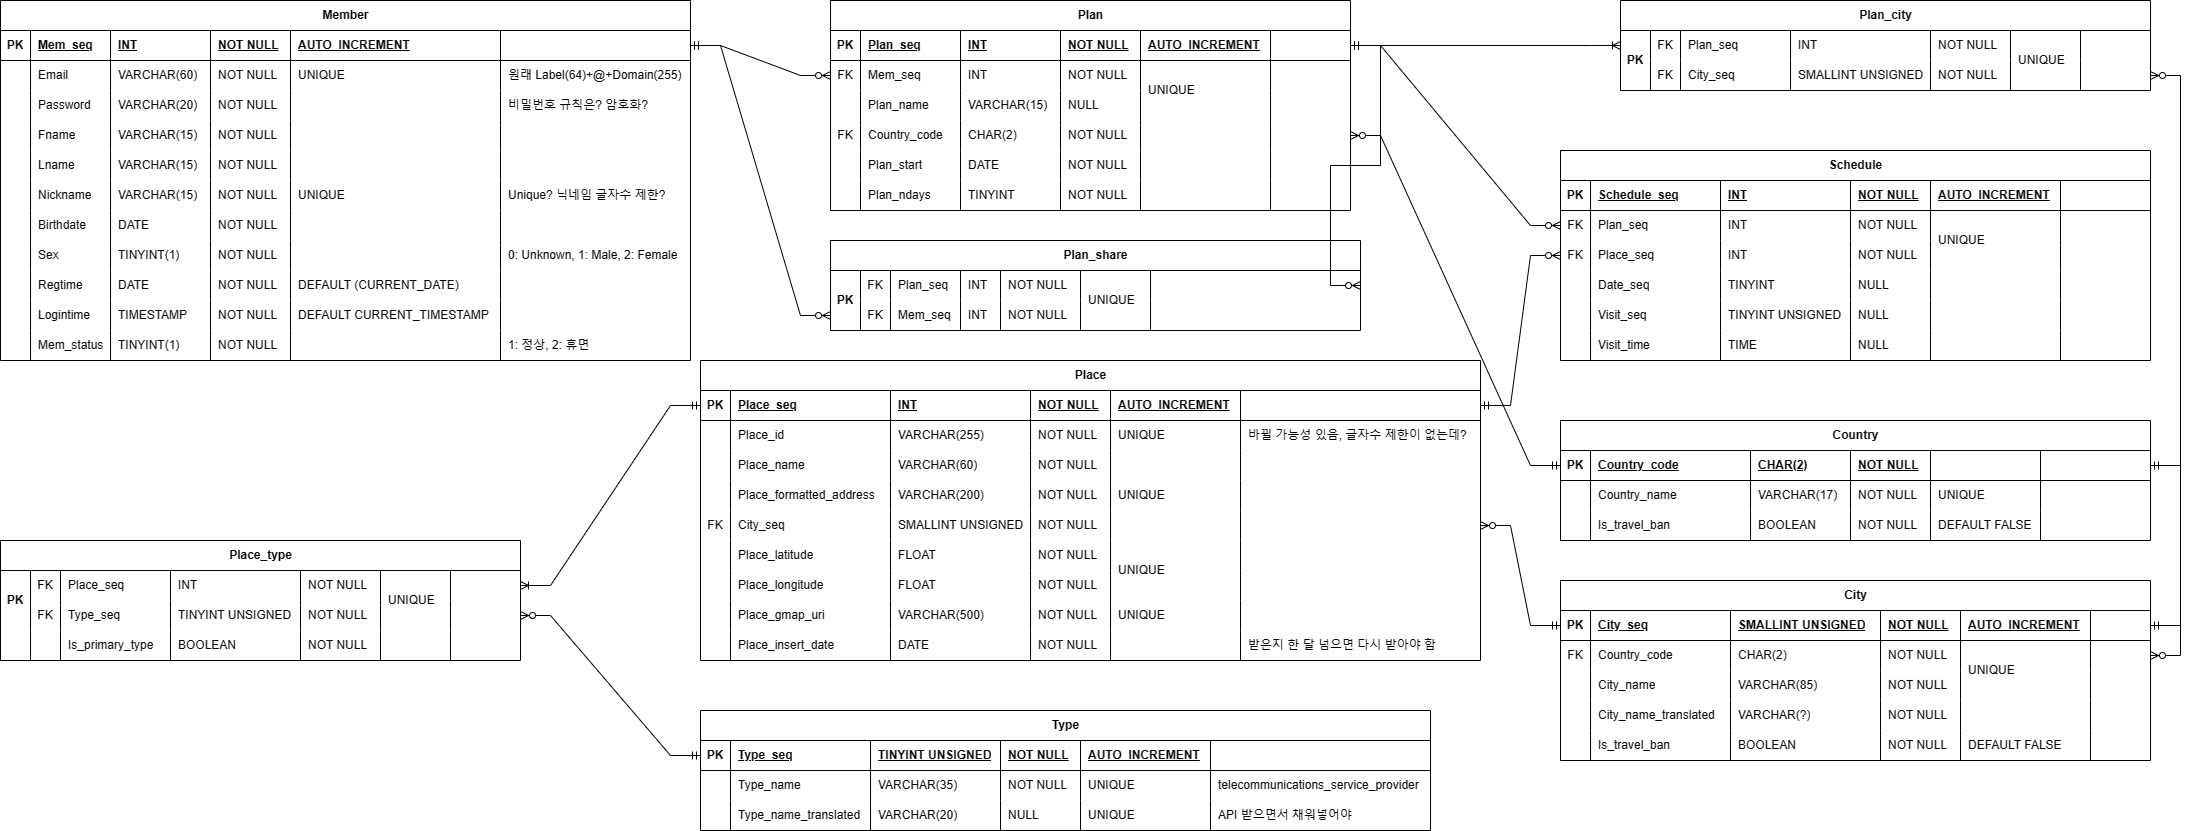 Member
PK Mem_seq INT NOT NULL AUTO_INCREMENT
Email VARCHAR(60) NOT NULL UNIQUE 원래 Label(64)+@+Domain(255)
Password VARCHAR(20) NOT NULL 비밀번호 규칙은? 암호화?
Fname VARCHAR(15) NOT NULL
Lname VARCHAR(15) NOT NULL
Nickname VARCHAR(15) NOT NULL UNIQUE Unique? 닉네임 글자수 제한?
Birthdate DATE NOT NULL
Sex TINYINT(1) NOT NULL 0: Unknown, 1: Male, 2: Female
Regtime DATE NOT NULL DEFAULT (CURRENT_DATE)
Logintime TIMESTAMP NOT NULL DEFAULT CURRENT_TIMESTAMP
Mem_status TINYINT(1) NOT NULL 1: 정상, 2: 휴면
Plan
PK Plan_seq INT NOT NULL AUTO_INCREMENT
FK Mem_seq INT NOT NULL
UNIQUE
Plan_name VARCHAR(15) NULL
FK Country_code CHAR(2) NOT NULL
Plan_start DATE NOT NULL
Plan_ndays TINYINT NOT NULL
Plan_city
FK Plan_seq INT NOT NULL
PK UNIQUE
FK City_seq SMALLINT UNSIGNED NOT NULL
Plan_share
FK Plan_seq INT NOT NULL
PK UNIQUE
FK Mem_seq INT NOT NULL
Schedule
PK Schedule_seq INT NOT NULL AUTO_INCREMENT
FK Plan_seq INT NOT NULL
UNIQUE
FK Place_seq INT NOT NULL
Date_seq TINYINT NULL
Visit_seq TINYINT UNSIGNED NULL
Visit_time TIME NULL
Place
PK Place_seq INT NOT NULL AUTO_INCREMENT
Place_id VARCHAR(255) NOT NULL UNIQUE 바뀔 가능성 있음, 글자수 제한이 없는데?
Place_name VARCHAR(60) NOT NULL
Place_formatted_address VARCHAR(200) NOT NULL UNIQUE
FK City_seq SMALLINT UNSIGNED NOT NULL
Place_latitude FLOAT NOT NULL
UNIQUE
Place_longitude FLOAT NOT NULL
Place_gmap_uri VARCHAR(500) NOT NULL UNIQUE
Place_insert_date DATE NOT NULL 받은지 한 달 넘으면 다시 받아야 함
Country
PK Country_code CHAR(2) NOT NULL
Country_name VARCHAR(17) NOT NULL UNIQUE
Is_travel_ban BOOLEAN NOT NULL DEFAULT FALSE
Place_type
FK Place_seq INT NOT NULL
PK UNIQUE
FK Type_seq TINYINT UNSIGNED NOT NULL
Is_primary_type BOOLEAN NOT NULL
City
PK City_seq SMALLINT UNSIGNED NOT NULL AUTO_INCREMENT
FK Country_code CHAR(2) NOT NULL
UNIQUE
City_name VARCHAR(85) NOT NULL
City_name_translated VARCHAR(?) NOT NULL
Is_travel_ban BOOLEAN NOT NULL DEFAULT FALSE
Type
PK Type_seq TINYINT UNSIGNED NOT NULL AUTO_INCREMENT
Type_name VARCHAR(35) NOT NULL UNIQUE telecommunications_service_provider
Type_name_translated VARCHAR(20) NULL UNIQUE API 받으면서 채워넣어야